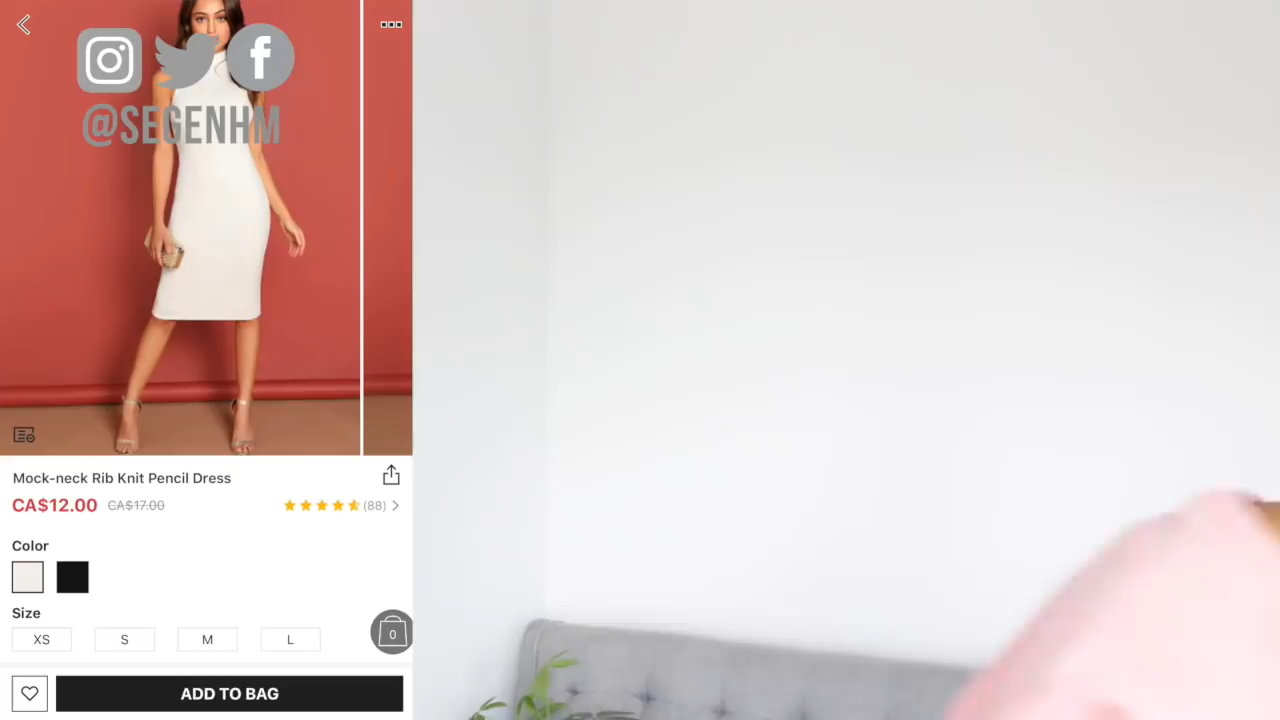 @SEGENHM
Mock-neck Rib Knit Pencil Dress
CA$12.00 CA$17.00 (88)
Color
Size
XS S M L
0
ADD TO BAG